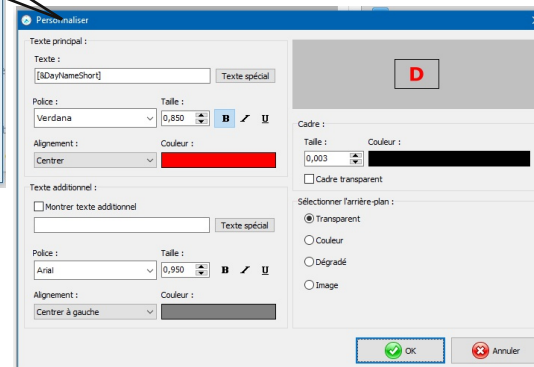 Personnaliser
Texte principal :
Texte :
[&DayNameShort]
Texte spécial
Police :
Taille :
Verdana
0,850
B I U
Alignement :
Couleur :
Centrer
Texte additionnel :
Montrer texte additionnel
Texte spécial
Police :
Taille :
Arial
0,950
B I U
Alignement :
Couleur :
Centrer à gauche
D
Cadre :
Taille :
Couleur :
0,003
Cadre transparent
Sélectionner l'arrière-plan :
Transparent
Couleur
Dégradé
Image
OK
Annuler